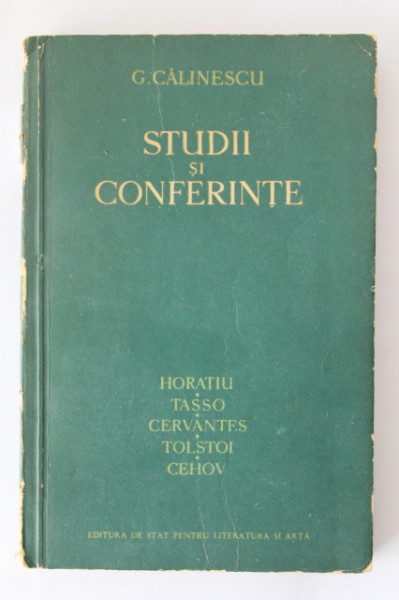 G. CĂLINESCU
STUDII
ȘI
CONFERINȚE
HORAȚIU
•
TASSO
•
CERVANTES
•
TOLSTOI
•
CEHOV
EDITURA DE STAT PENTRU LITERATURĂ ȘI ARTĂ